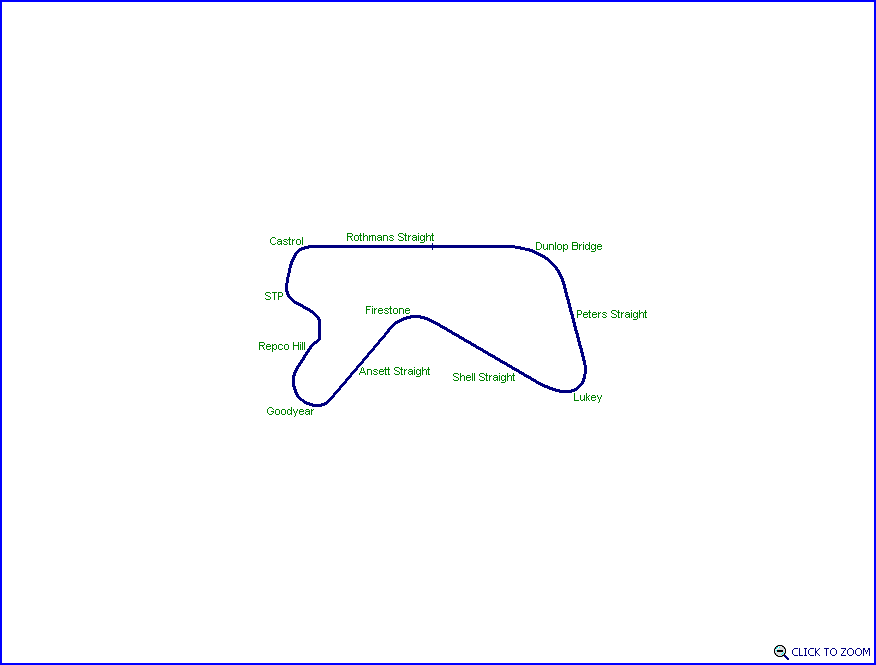 Rothmans Straight
Castrol
Dunlop Bridge
STP
Firestone
Peters Straight
Repco Hill
Ansett Straight
Shell Straight
Lukey
Goodyear
CLICK TO ZOOM